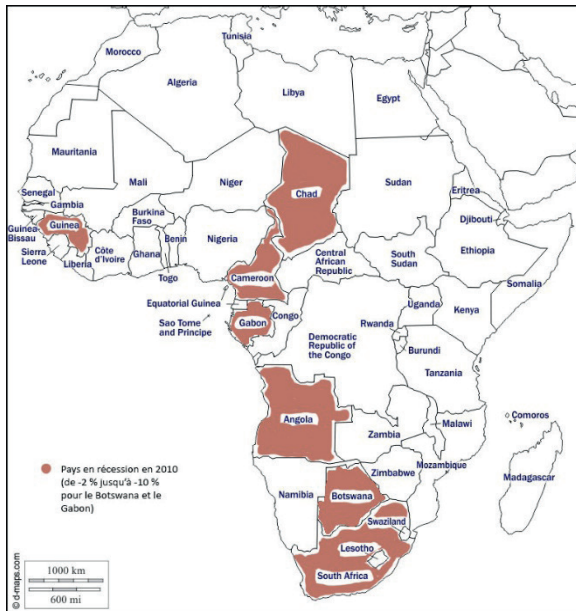 Tunisia
Morocco
Algeria
Libya
Egypt
Mauritania
Mali
Niger
Chad
Sudan
Eritrea
Senegal
Gambia
Guinea
Bissau
Guinea
Sierra
Leone
Liberia
Côte
d'Ivoire
Burkina
Faso
Ghana
Togo
Benin
Nigeria
Djibouti
Ethiopia
Somalia
Central
African
Republic
South
Sudan
Cameroon
Equatorial Guinea
Sao Tome
and Principe
Gabon
Congo
Democratic
Republic of
the Congo
Uganda
Kenya
Rwanda
Burundi
Tanzania
Angola
Zambia
Malawi
Comoros
Mozambique
Madagascar
Zimbabwe
Namibia
Botswana
Swaziland
Lesotho
South Africa
Pays en récession en 2010
(de -2 % jusqu'à -10 %
pour le Botswana et le
Gabon)
1000 km
600 mi
© d-maps.com